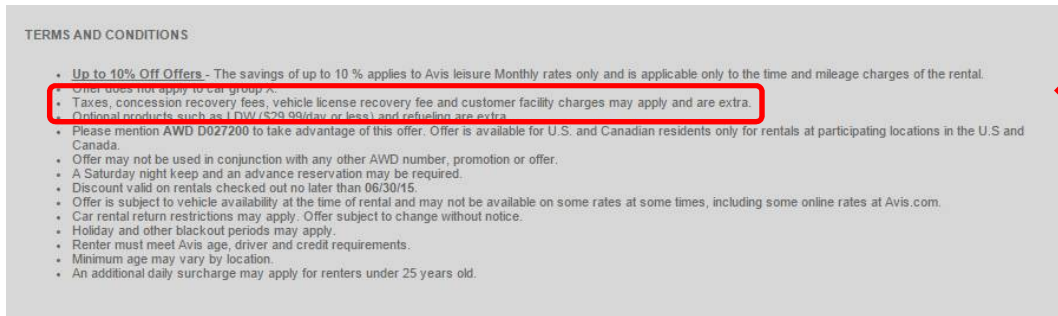 TERMS AND CONDITIONS
• Up to 10% Off Offers - The savings of up to 10 % applies to Avis leisure Monthly rates only and is applicable only to the time and mileage charges of the rental.
• Offer does not apply to car group X.
• Taxes, concession recovery fees, vehicle license recovery fee and customer facility charges may apply and are extra.
• Optional products such as LDW ($29.99/day or less) and refueling are extra.
• Please mention AWD D027200 to take advantage of this offer. Offer is available for U.S. and Canadian residents only for rentals at participating locations in the U.S and
Canada.
• Offer may not be used in conjunction with any other AWD number, promotion or offer.
• A Saturday night keep and an advance reservation may be required.
• Discount valid on rentals checked out no later than 06/30/15.
• Offer is subject to vehicle availability at the time of rental and may not be available on some rates at some times, including some online rates at Avis.com.
• Car rental return restrictions may apply. Offer subject to change without notice.
• Holiday and other blackout periods may apply.
• Renter must meet Avis age, driver and credit requirements.
• Minimum age may vary by location.
• An additional daily surcharge may apply for renters under 25 years old.